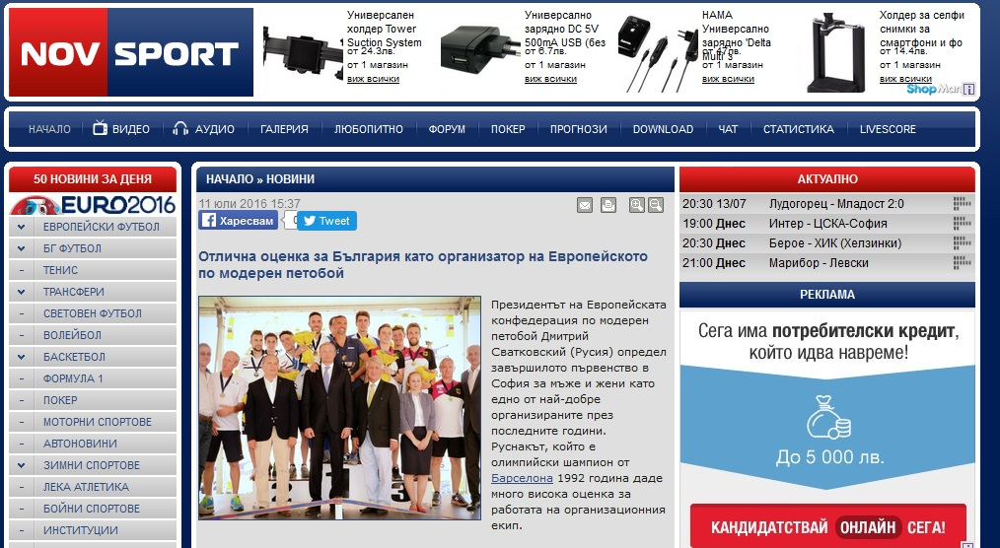 NOV SPORT
Универсален
холдер Tower
Suction System
от 24.3лв.
от 1 магазин
виж всички
Универсално
зарядно DC 5V
500mA USB (без
от 6.7лв.
от 1 магазин
виж всички
HAMA
Универсално
зарядно 'Delta
Multi 3
от 47лв.
от 1 магазин
виж всички
Холдер за селфи
снимки за
смартфони и фо
от 14.4лв.
от 1 магазин
виж всички
ShopMania
НАЧАЛО ВИДЕО АУДИО ГАЛЕРИЯ ЛЮБОПИТНО ФОРУМ ПОКЕР ПРОГНОЗИ DOWNLOAD ЧАТ СТАТИСТИКА LIVESCORE
50 НОВИНИ ЗА ДЕНЯ
EURO2016
ЕВРОПЕЙСКИ ФУТБОЛ
БГ ФУТБОЛ
ТЕНИС
ТРАНСФЕРИ
СВЕТОВЕН ФУТБОЛ
ВОЛЕЙБОЛ
БАСКЕТБОЛ
ФОРМУЛА 1
ПОКЕР
МОТОРНИ СПОРТОВЕ
АВТОНОВИНИ
ЗИМНИ СПОРТОВЕ
ЛЕКА АТЛЕТИКА
БОЙНИ СПОРТОВЕ
ИНСТИТУЦИИ
НАЧАЛО » НОВИНИ
11 юли 2016 15:37
Харесвам
Tweet
Отлична оценка за България като организатор на Европейското
по модерен петобой
Президентът на Европейската
конфедерация по модерен
петобой Дмитрий
Сватковский (Русия) определ
завършилото първенство в
София за мъже и жени като
едно от най-добре
организираните през
последните години.
Руснакът, който е
олимпийски шампион от
Барселона 1992 година даде
много висока оценка за
работата на организационния
екип.
АКТУАЛНО
20:30 13/07 Лудогорец - Младост 2:0
19:00 Днес Интер - ЦСКА-София
20:30 Днес Берое - ХИК (Хелзинки)
21:00 Днес Марибор - Левски
РЕКЛАМА
Сега има потребителски кредит,
който идва навреме!
До 5 000 лв.
КАНДИДАТСТВАЙ ОНЛАЙН СЕГА!